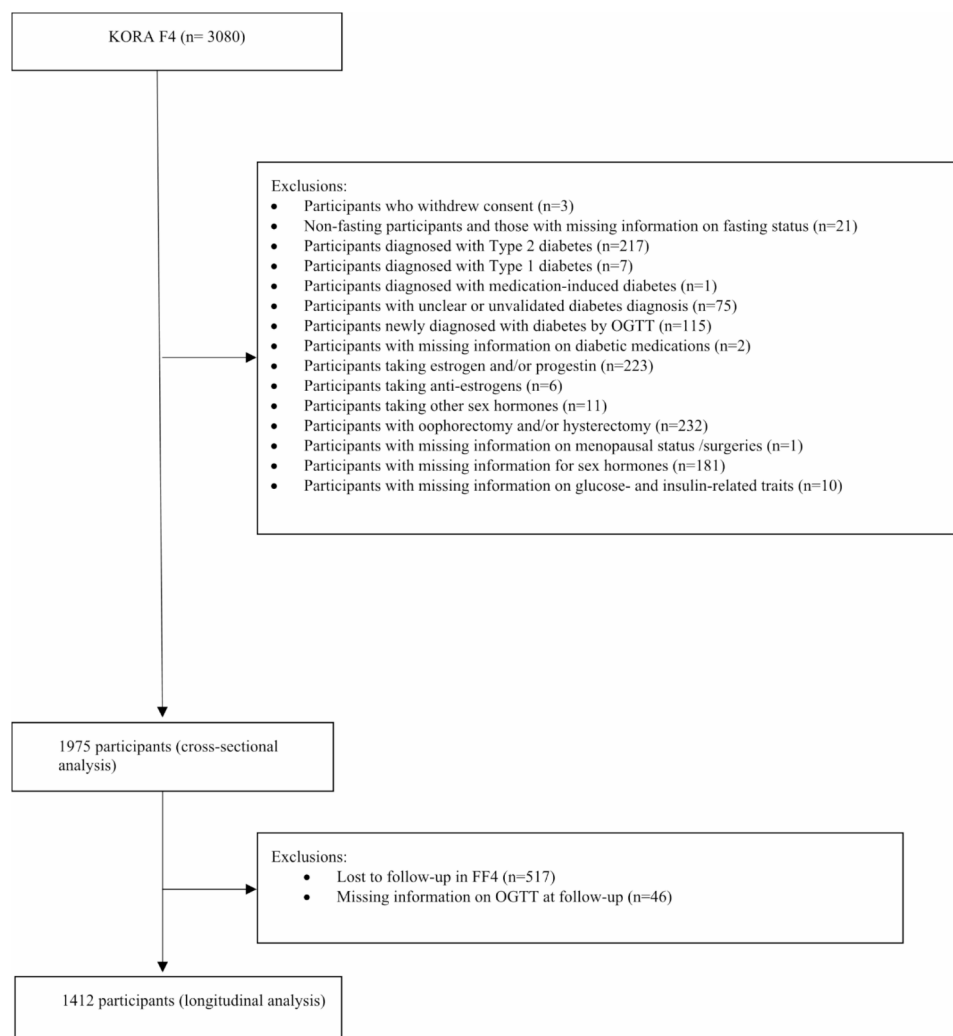 KORA F4 (n= 3080)
Exclusions:
• Participants who withdrew consent (n=3)
• Non-fasting participants and those with missing information on fasting status (n=21)
• Participants diagnosed with Type 2 diabetes (n=217)
• Participants diagnosed with Type 1 diabetes (n=7)
• Participants diagnosed with medication-induced diabetes (n=1)
• Participants with unclear or unvalidated diabetes diagnosis (n=75)
• Participants newly diagnosed with diabetes by OGTT (n=115)
• Participants with missing information on diabetic medications (n=2)
• Participants taking estrogen and/or progestin (n=223)
• Participants taking anti-estrogens (n=6)
• Participants taking other sex hormones (n=11)
• Participants with oophorectomy and/or hysterectomy (n=232)
• Participants with missing information on menopausal status /surgeries (n=1)
• Participants with missing information for sex hormones (n=181)
• Participants with missing information on glucose- and insulin-related traits (n=10)
1975 participants (cross-sectional
analysis)
Exclusions:
• Lost to follow-up in FF4 (n=517)
• Missing information on OGTT at follow-up (n=46)
1412 participants (longitudinal analysis)